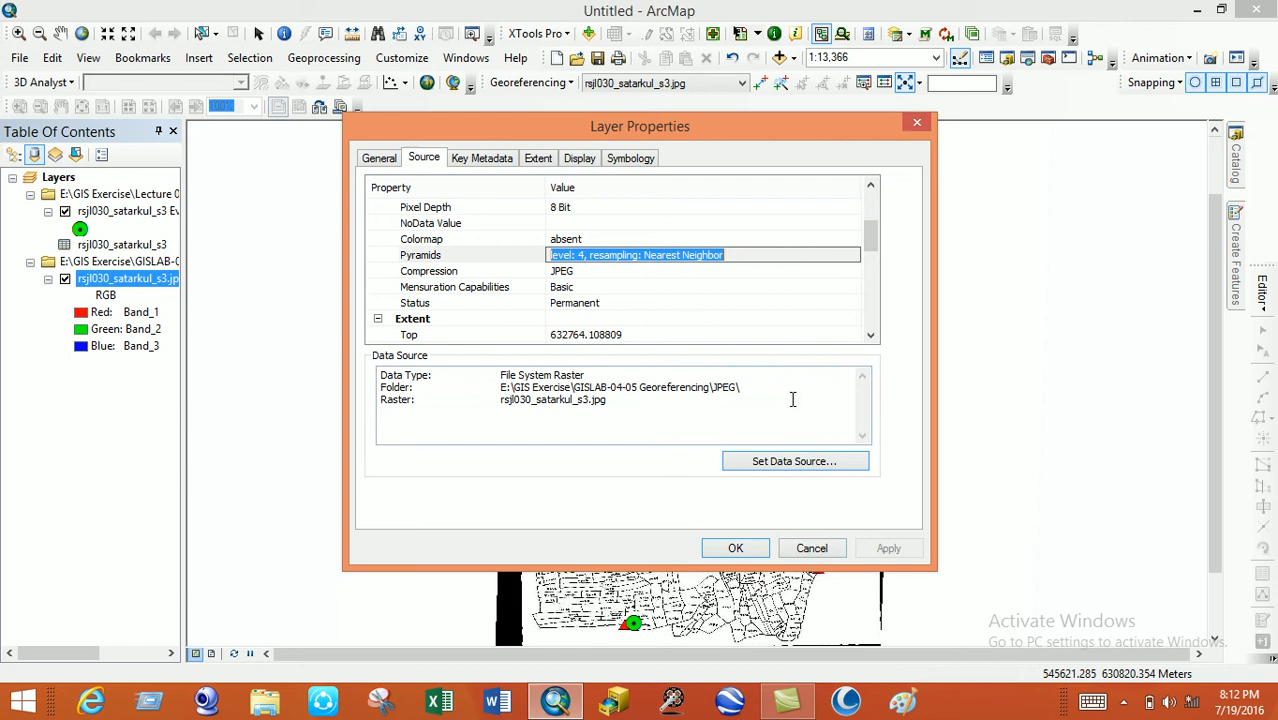 Untitled - ArcMap
XTools Pro
File Edit View Bookmarks Insert Selection Geoprocessing Customize Windows Help
1:13,366
Animation
3D Analyst
Georeferencing
rsjl030_satarkul_s3.jpg
Snapping
100%
Table Of Contents
Layers
E:\GIS Exercise\Lecture 0
rsjl030_satarkul_s3 Ev
rsjl030_satarkul_s3
E:\GIS Exercise\GISLAB-0
rsjl030_satarkul_s3.jp
RGB
Red: Band_1
Green: Band_2
Blue: Band_3
Layer Properties
General Source Key Metadata Extent Display Symbology
Property Value
Pixel Depth 8 Bit
NoData Value
Colormap absent
Pyramids level: 4, resampling: Nearest Neighbor
Compression JPEG
Mensuration Capabilities Basic
Status Permanent
Extent
Top 632764.108809
Data Source
Data Type: File System Raster
Folder: E:\GIS Exercise\GISLAB-04-05 Georeferencing\JPEG\
Raster: rsjl030_satarkul_s3.jpg
Set Data Source...
OK Cancel Apply
Catalog
Create Features
Editor
Activate Windows
Go to PC settings to activate Windows.
545621.285 630820.354 Meters
8:12 PM
7/19/2016